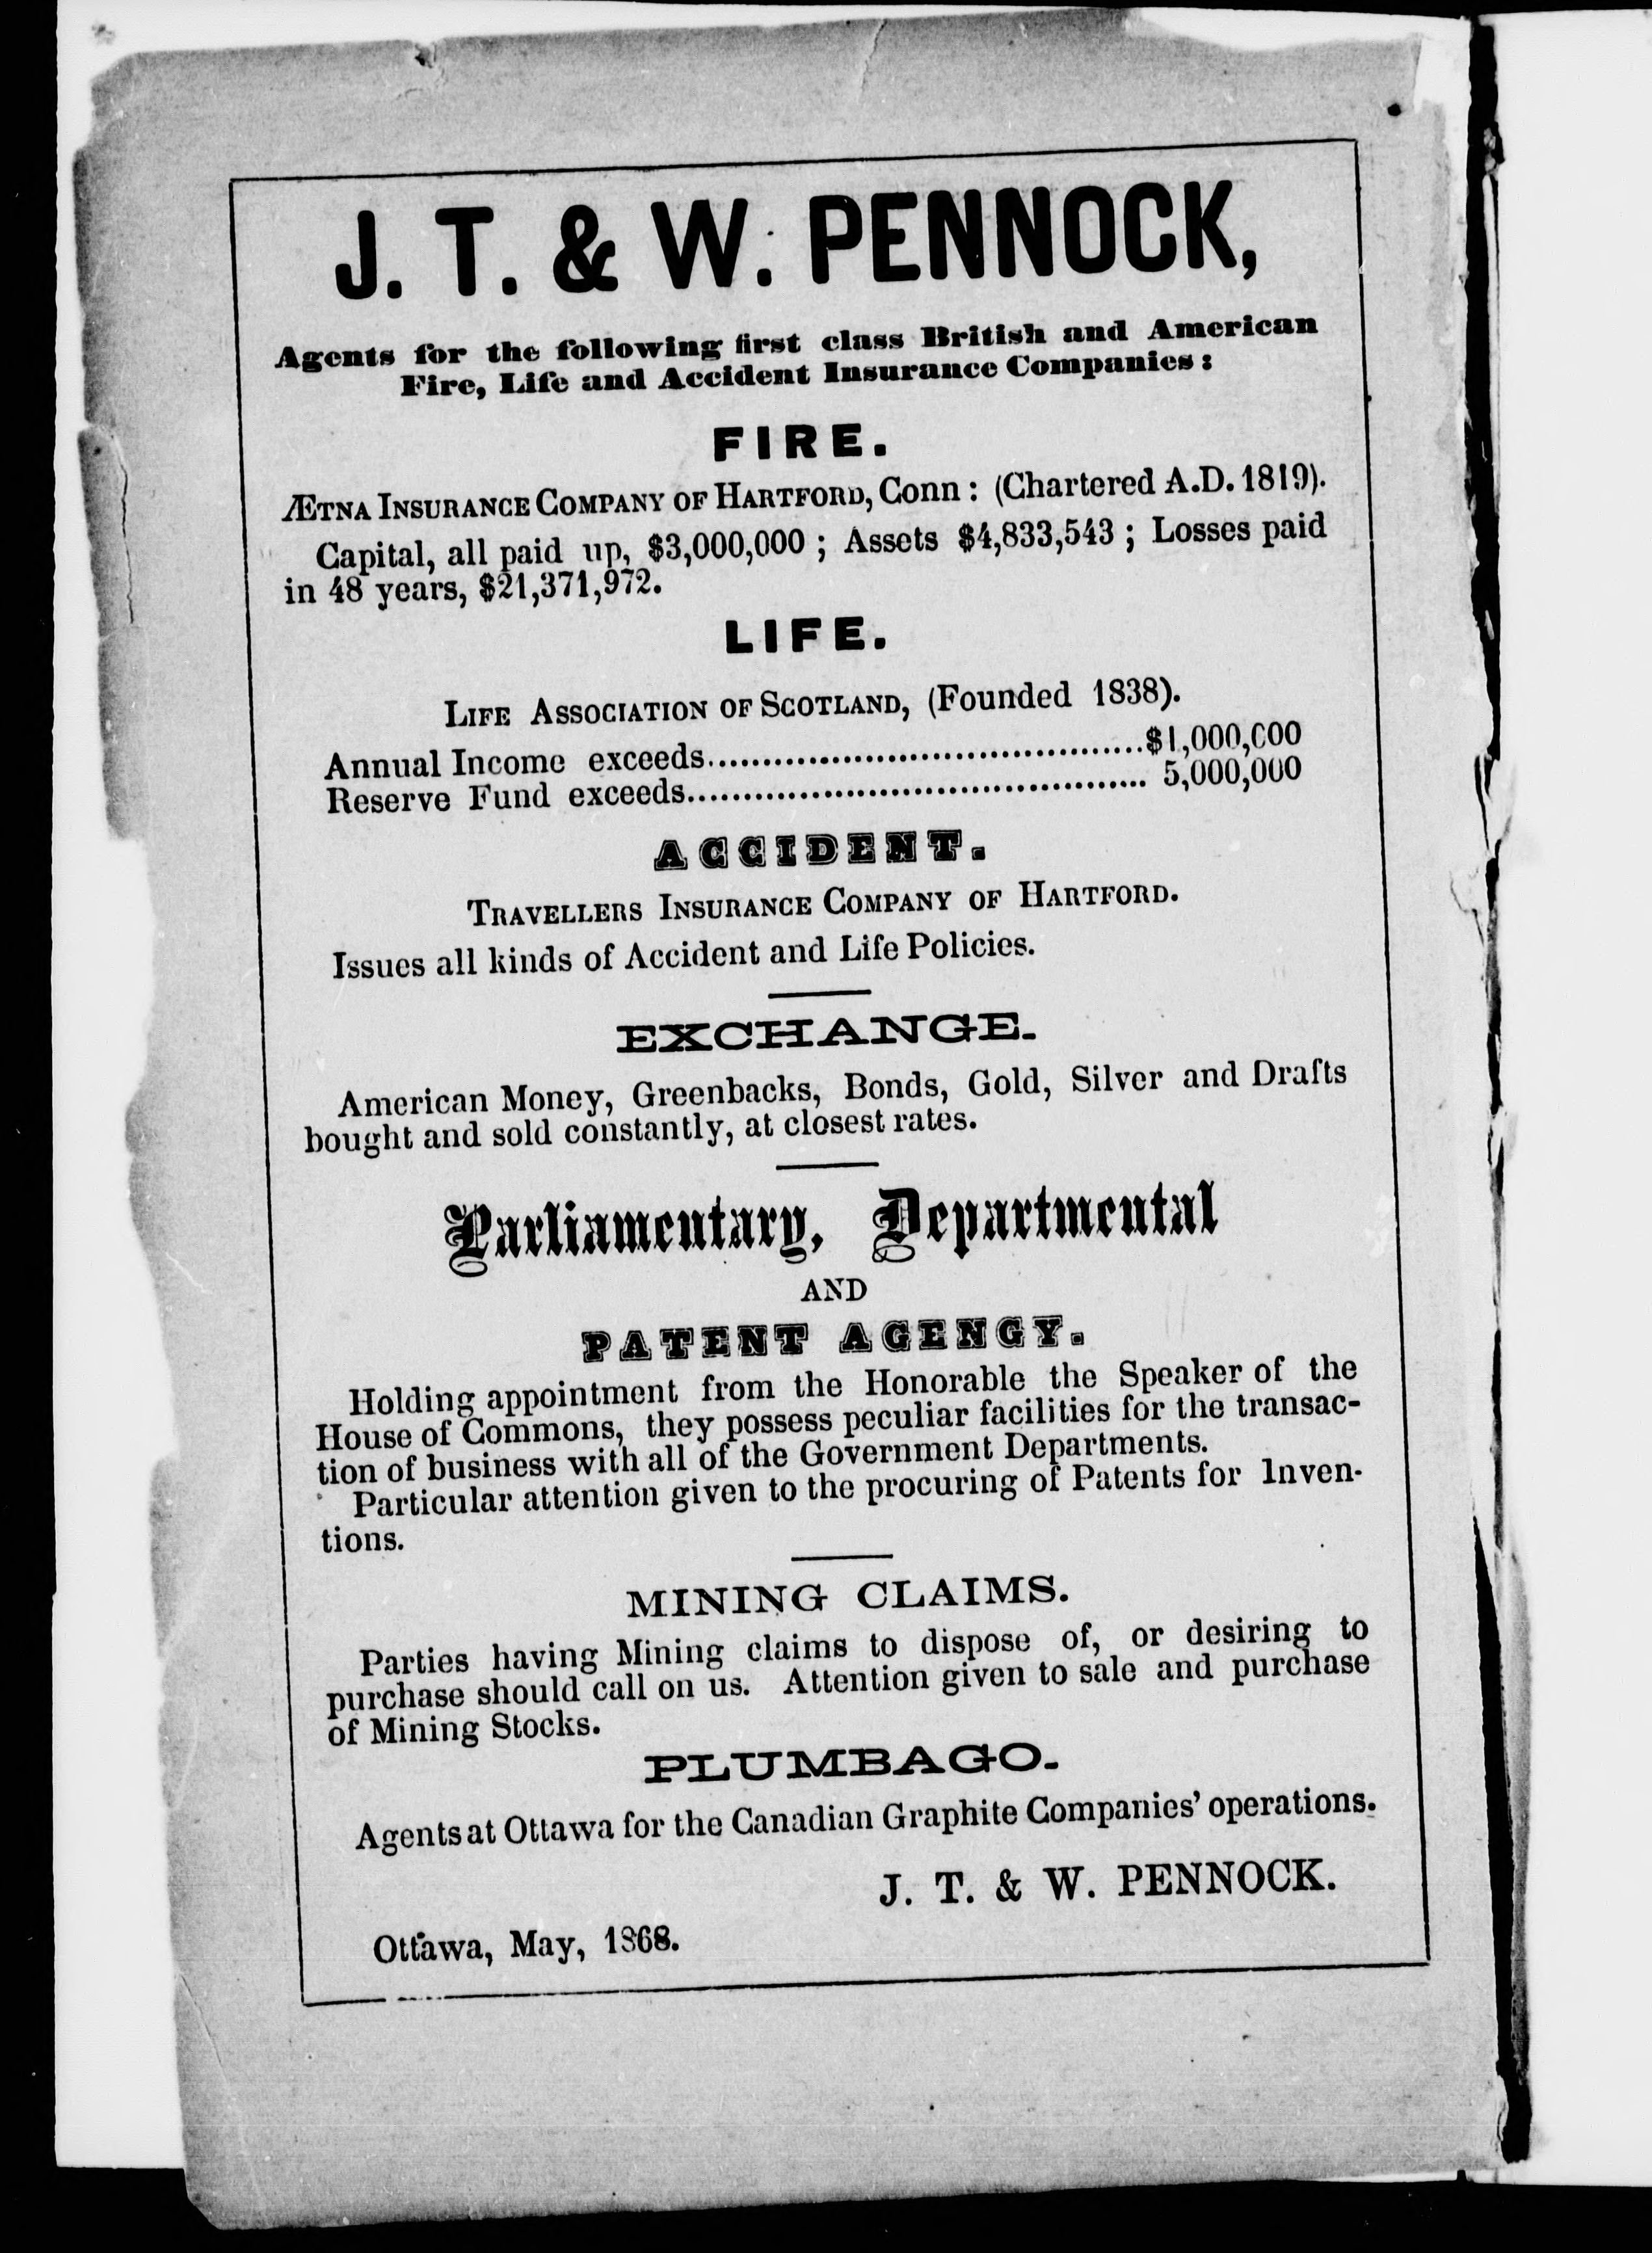 J. T. & W. PENNOCK,
Agents for the following first class British and American
Fire, Life and Accident Insurance Companies:
FIRE.
ÆTNA INSURANCE COMPANY OF HARTFORD, Conn: (Chartered A.D. 1819).
Capital, all paid up, $3,000,000; Assets $4,833,543; Losses paid
in 48 years, $21,371,972.
LIFE.
LIFE ASSOCIATION OF SCOTLAND, (Founded 1838).
Annual Income exceeds........................................$1,000,000
Reserve Fund exceeds.......................................... 5,000,000
ACCIDENT.
TRAVELLERS INSURANCE COMPANY OF HARTFORD.
Issues all kinds of Accident and Life Policies.
EXCHANGE.
American Money, Greenbacks, Bonds, Gold, Silver and Drafts
bought and sold constantly, at closest rates.
Parliamentary, Departmental
AND
PATENT AGENCY.
Holding appointment from the Honorable the Speaker of the
House of Commons, they possess peculiar facilities for the transac-
tion of business with all of the Government Departments.
Particular attention given to the procuring of Patents for Inven-
tions.
MINING CLAIMS.
Parties having Mining claims to dispose of, or desiring to
purchase should call on us. Attention given to sale and purchase
of Mining Stocks.
PLUMBAGO.
Agents at Ottawa for the Canadian Graphite Companies' operations.
J. T. & W. PENNOCK.
Ottawa, May, 1868.